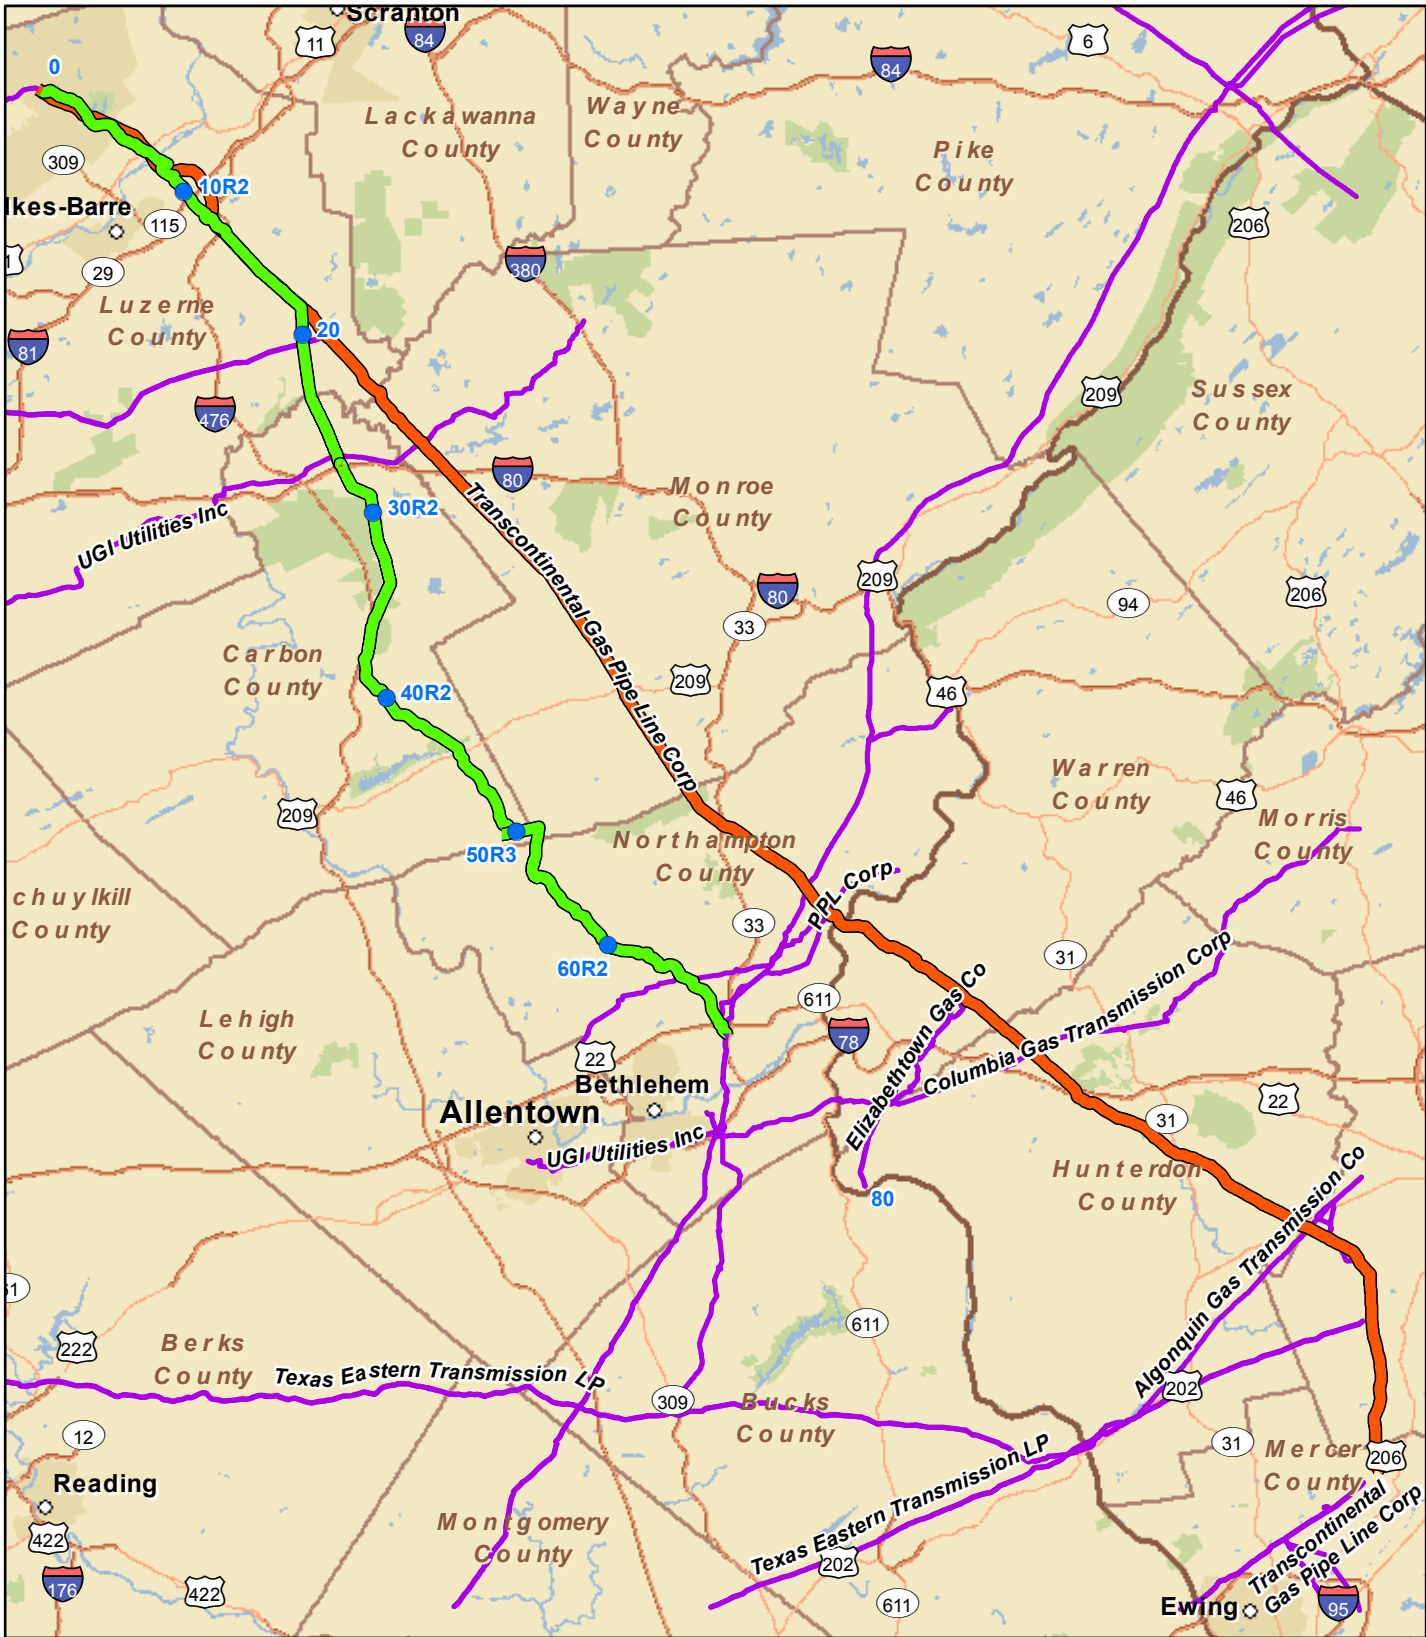 Scranton
11
84
6
84
0
Lackawanna
County
Wayne
County
Pike
County
309
10R2
lkes-Barre
115
206
1
29
380
Luzerne
County
20
81
209
Sussex
County
476
80
Monroe
County
30R2
UGI Utilities Inc
Transcontinental Gas Pipe Line Corp
209
80
206
94
33
Carbon
County
209
40R2
46
Warren
County
46
209
Morris
County
Northampton
County
50R3
chuylkill
County
PPL Corp
33
31
60R2
Columbia Gas Transmission Corp
Elizabethtown Gas Co
611
Lehigh
County
78
22
Bethlehem
22
Allentown
31
UGI Utilities Inc
Hunterdon
County
80
Algonquin Gas Transmission Co
61
611
222
Berks
County
Texas Eastern Transmission LP
202
309
Bucks
County
12
31
Mercer
County
206
Texas Eastern Transmission LP
Reading
Montgomery
County
422
202
Transcontinental
Gas Pipe Line Corp
176
422
611
Ewing
95